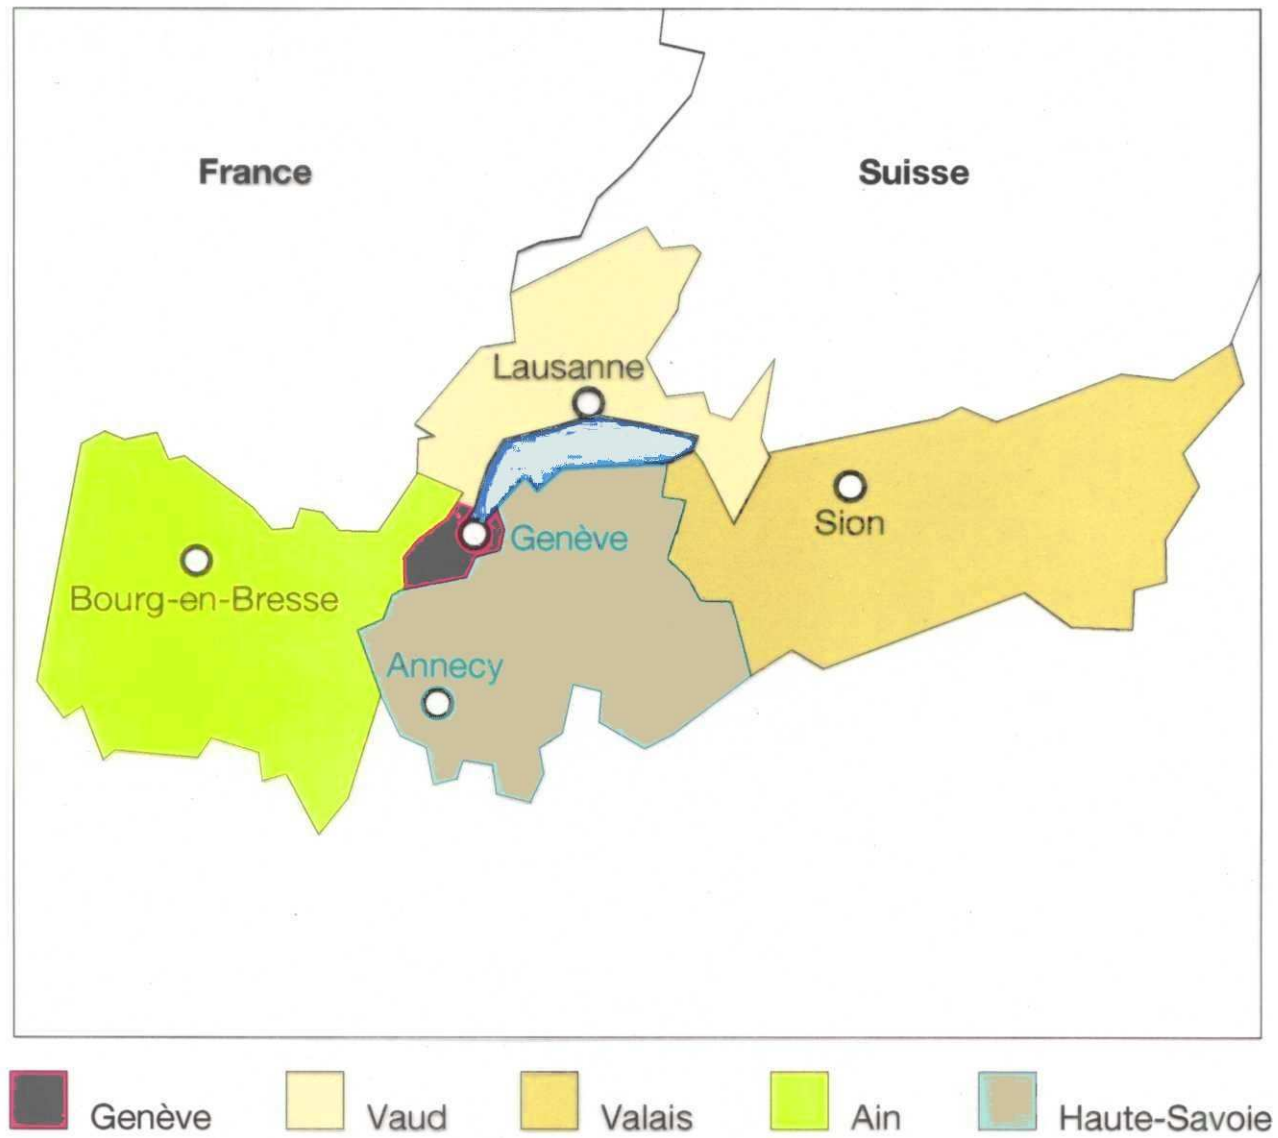 France
Suisse
Lausanne
Sion
Genève
Bourg-en-Bresse
Annecy
Genève
Vaud
Valais
Ain
Haute-Savoie